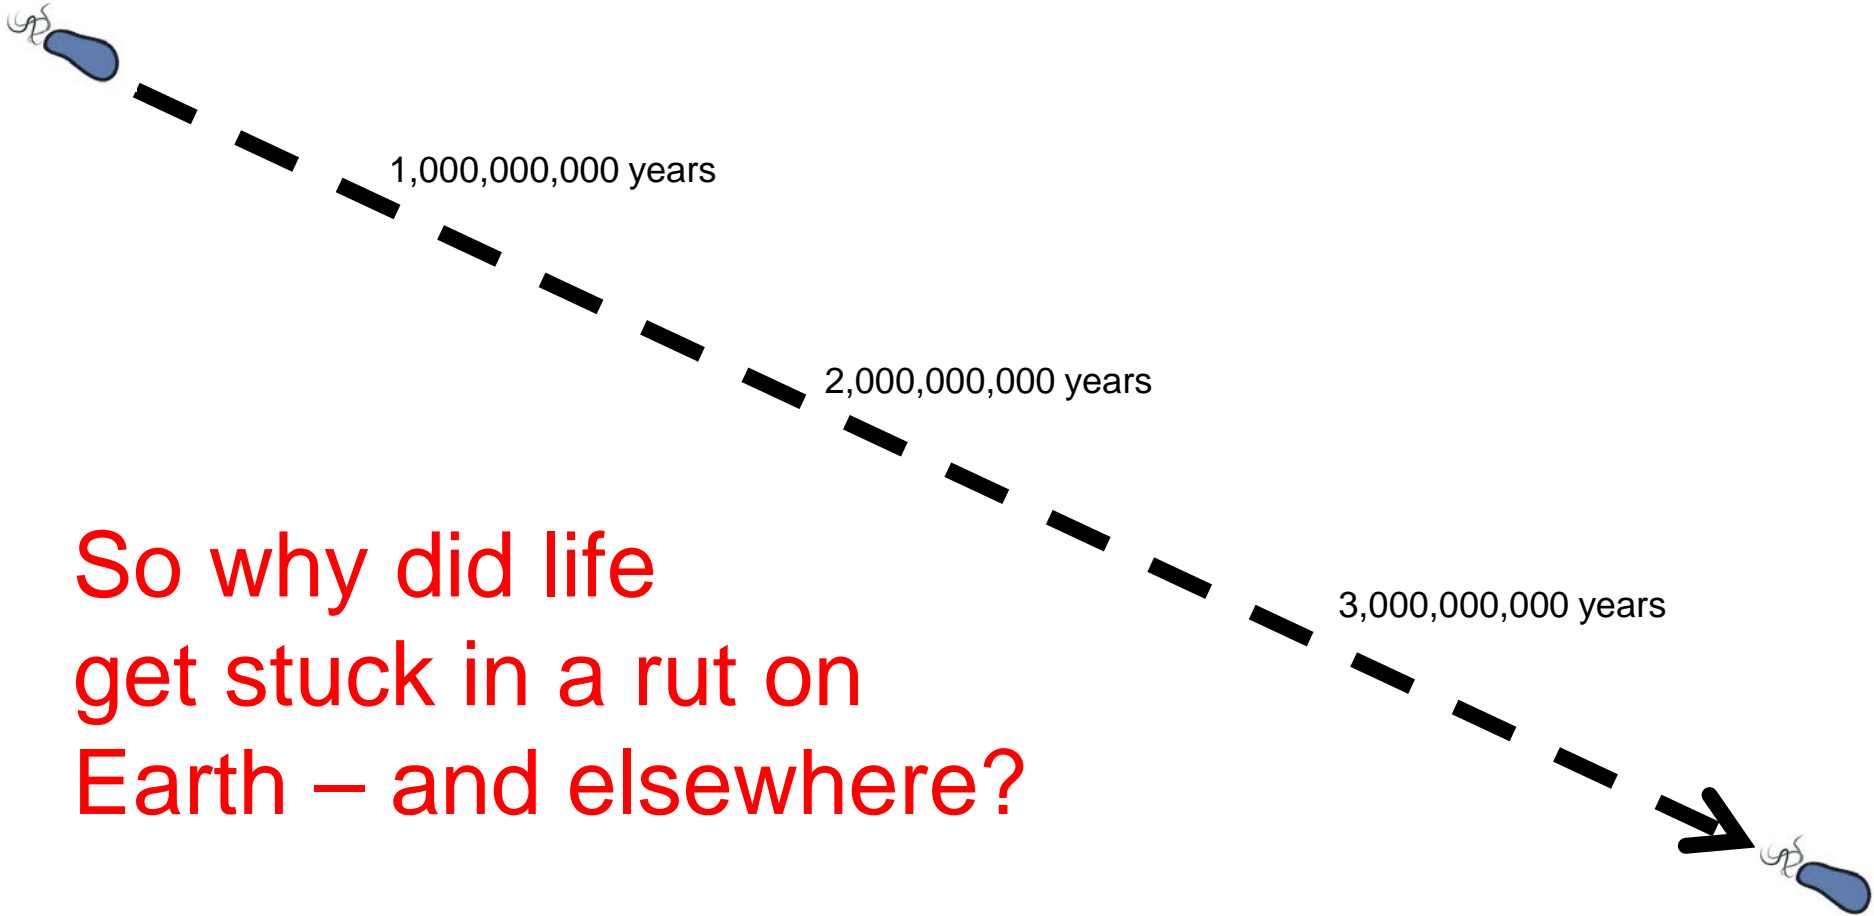 1,000,000,000 years
2,000,000,000 years
So why did life
get stuck in a rut on
Earth – and elsewhere?
3,000,000,000 years